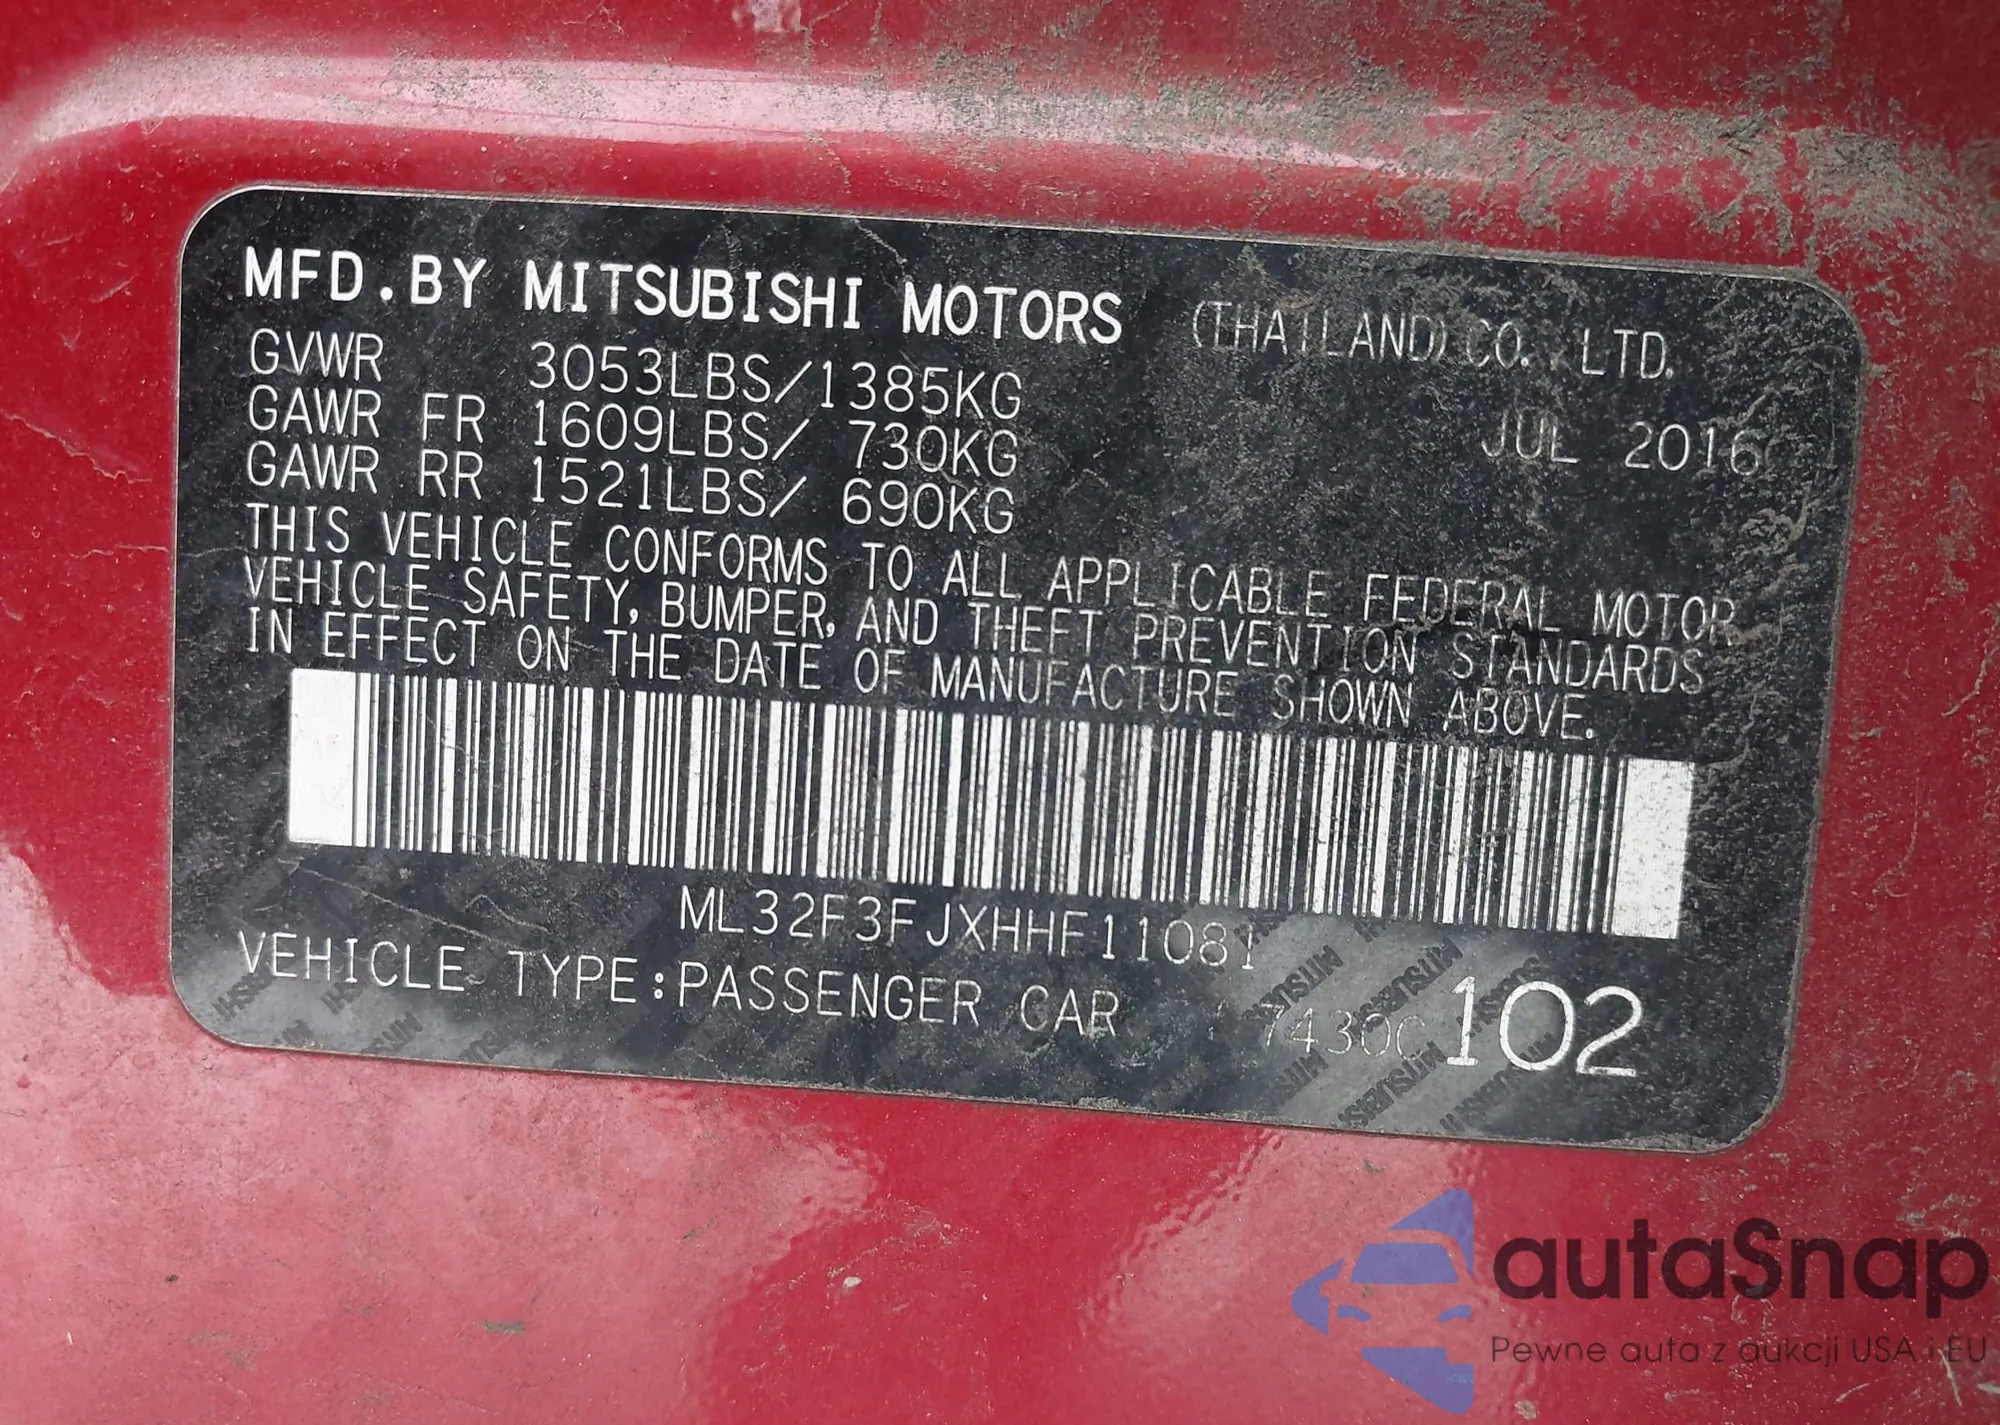 MFD.BY MITSUBISHI MOTORS (THAILAND) CO. LTD.
GVWR 3053LBS/1385KG
GAWR FR 1609LBS/ 730KG JUL 2016
GAWR RR 1521LBS/ 690KG
THIS VEHICLE CONFORMS TO ALL APPLICABLE FEDERAL MOTOR
VEHICLE SAFETY, BUMPER, AND THEFT PREVENTION STANDARDS
IN EFFECT ON THE DATE OF MANUFACTURE SHOWN ABOVE.
ML32F3FJXHHF11081
VEHICLE TYPE:PASSENGER CAR 102
MITSUBISHI
autaSnap
Pewne auta z aukcji USA i EU